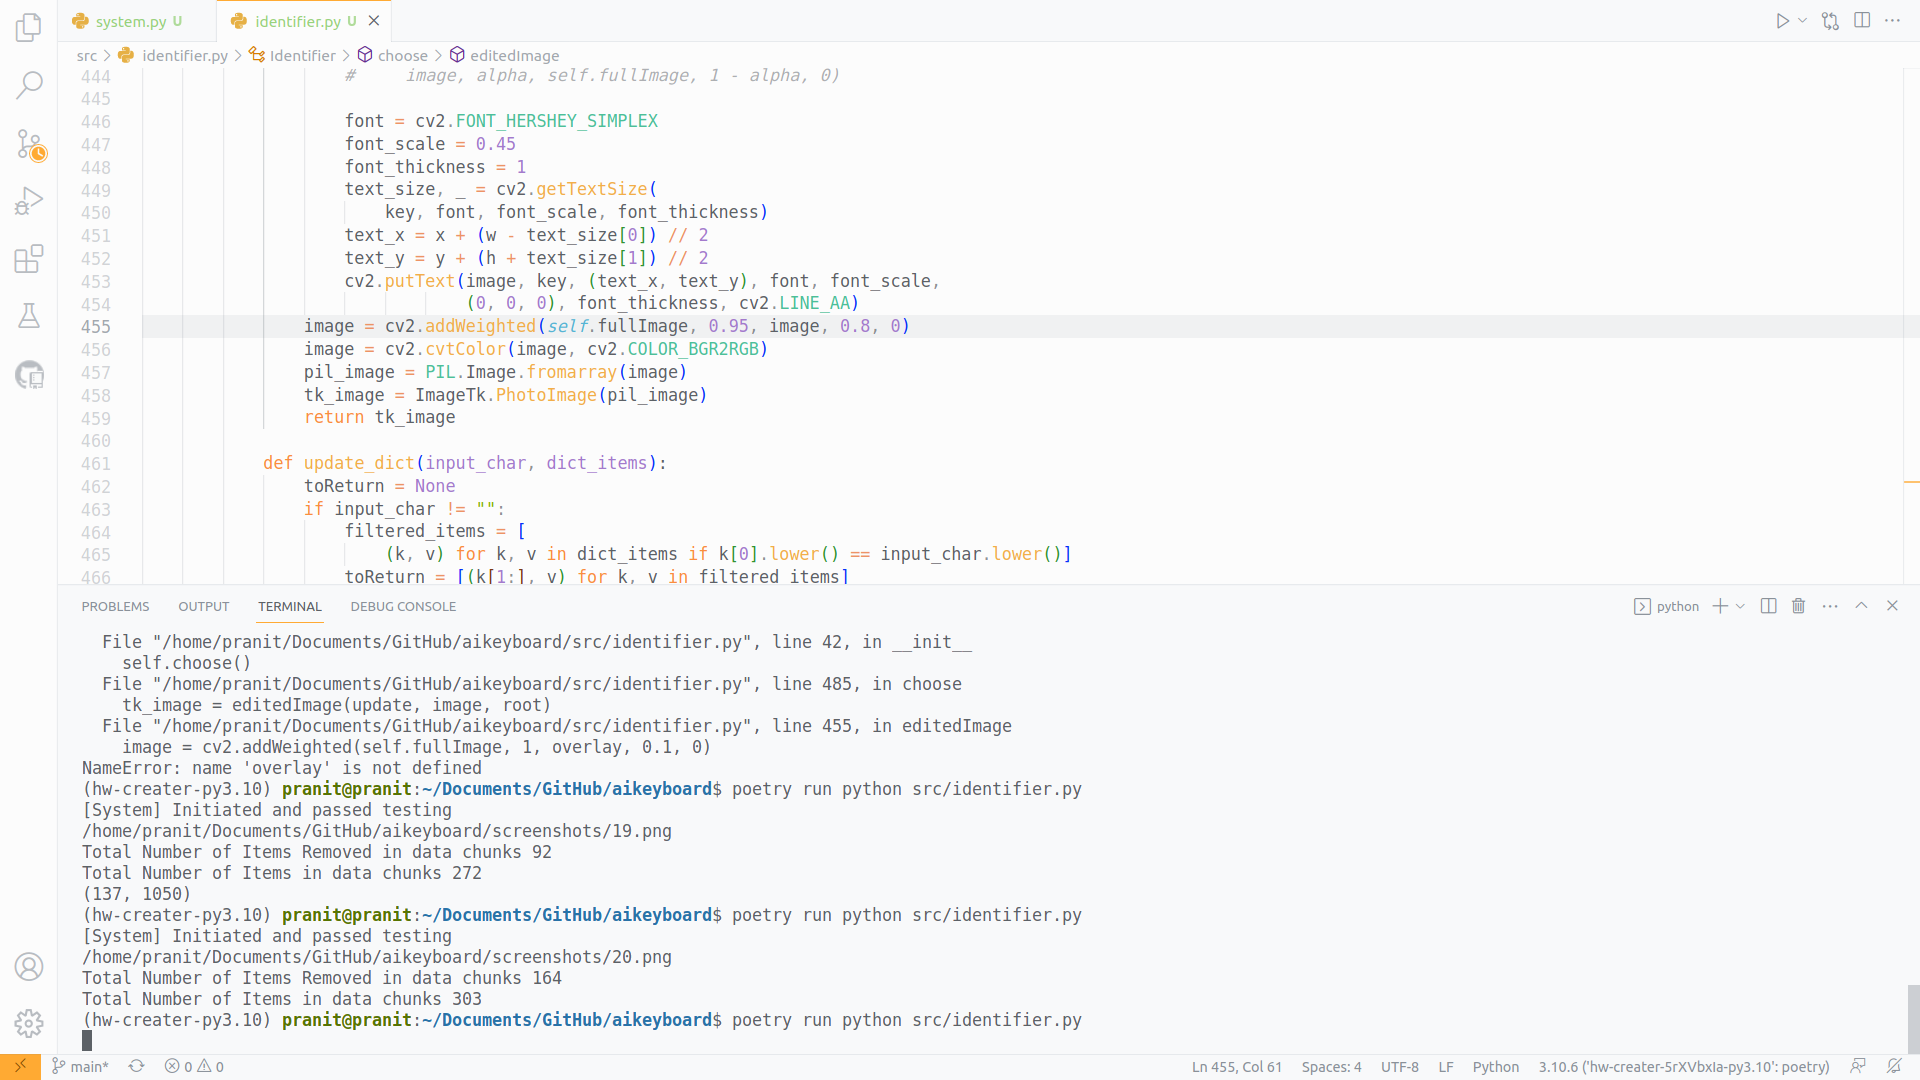 system.py U
identifier.py U
src > identifier.py > Identifier > choose > editedImage
444 #     image, alpha, self.fullImage, 1 - alpha, 0)
445
446 font = cv2.FONT_HERSHEY_SIMPLEX
447 font_scale = 0.45
448 font_thickness = 1
449 text_size, _ = cv2.getTextSize(
450 key, font, font_scale, font_thickness)
451 text_x = x + (w - text_size[0]) // 2
452 text_y = y + (h + text_size[1]) // 2
453 cv2.putText(image, key, (text_x, text_y), font, font_scale,
454 (0, 0, 0), font_thickness, cv2.LINE_AA)
455 image = cv2.addWeighted(self.fullImage, 0.95, image, 0.8, 0)
456 image = cv2.cvtColor(image, cv2.COLOR_BGR2RGB)
457 pil_image = PIL.Image.fromarray(image)
458 tk_image = ImageTk.PhotoImage(pil_image)
459 return tk_image
460
461 def update_dict(input_char, dict_items):
462 toReturn = None
463 if input_char != "":
464 filtered_items = [
465 (k, v) for k, v in dict_items if k[0].lower() == input_char.lower()]
466 toReturn = [(k[1:], v) for k, v in filtered_items]
PROBLEMS OUTPUT TERMINAL DEBUG CONSOLE
python
File "/home/pranit/Documents/GitHub/aikeyboard/src/identifier.py", line 42, in __init__
self.choose()
File "/home/pranit/Documents/GitHub/aikeyboard/src/identifier.py", line 485, in choose
tk_image = editedImage(update, image, root)
File "/home/pranit/Documents/GitHub/aikeyboard/src/identifier.py", line 455, in editedImage
image = cv2.addWeighted(self.fullImage, 1, overlay, 0.1, 0)
NameError: name 'overlay' is not defined
(hw-creater-py3.10) pranit@pranit:~/Documents/GitHub/aikeyboard$ poetry run python src/identifier.py
[System] Initiated and passed testing
/home/pranit/Documents/GitHub/aikeyboard/screenshots/19.png
Total Number of Items Removed in data chunks 92
Total Number of Items in data chunks 272
(137, 1050)
(hw-creater-py3.10) pranit@pranit:~/Documents/GitHub/aikeyboard$ poetry run python src/identifier.py
[System] Initiated and passed testing
/home/pranit/Documents/GitHub/aikeyboard/screenshots/20.png
Total Number of Items Removed in data chunks 164
Total Number of Items in data chunks 303
(hw-creater-py3.10) pranit@pranit:~/Documents/GitHub/aikeyboard$ poetry run python src/identifier.py
main* 0 0 Ln 455, Col 61 Spaces: 4 UTF-8 LF Python 3.10.6 ('hw-creater-5rXVbxIa-py3.10': poetry)